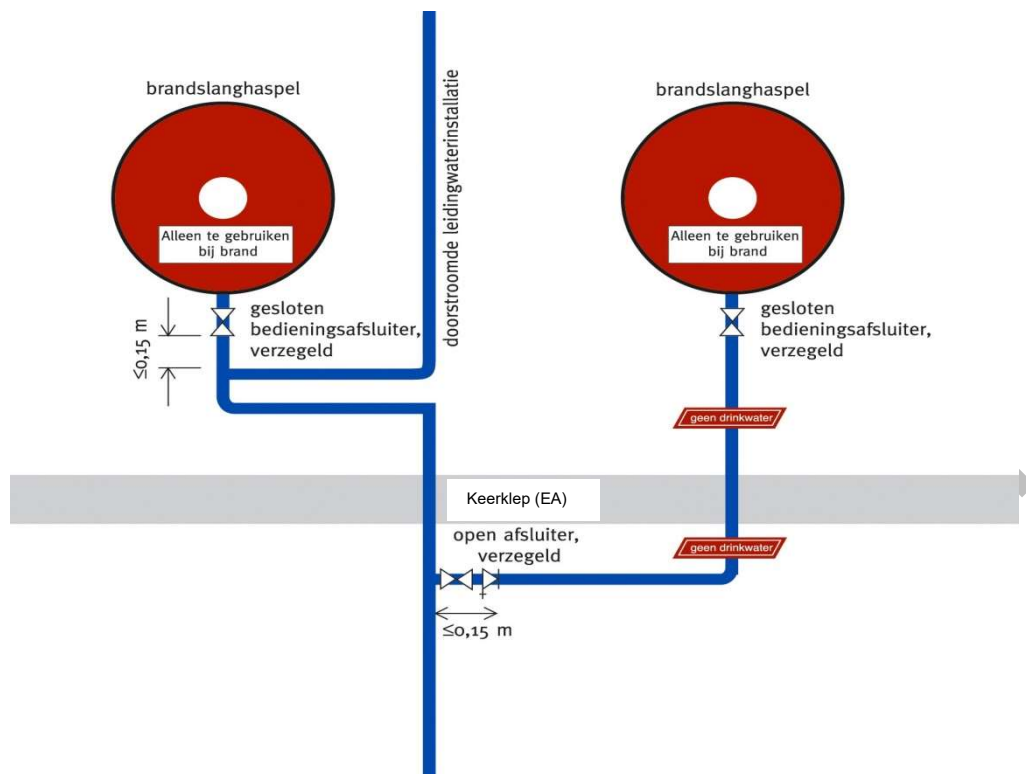 brandslanghaspel
Alleen te gebruiken
bij brand
gesloten
bedieningsafsluiter,
verzegeld
≤0,15 m
doorstroomde leidingwaterinstallatie
brandslanghaspel
Alleen te gebruiken
bij brand
gesloten
bedieningsafsluiter,
verzegeld
geen drinkwater
Keerklep (EA)
open afsluiter,
verzegeld
geen drinkwater
≤0,15 m